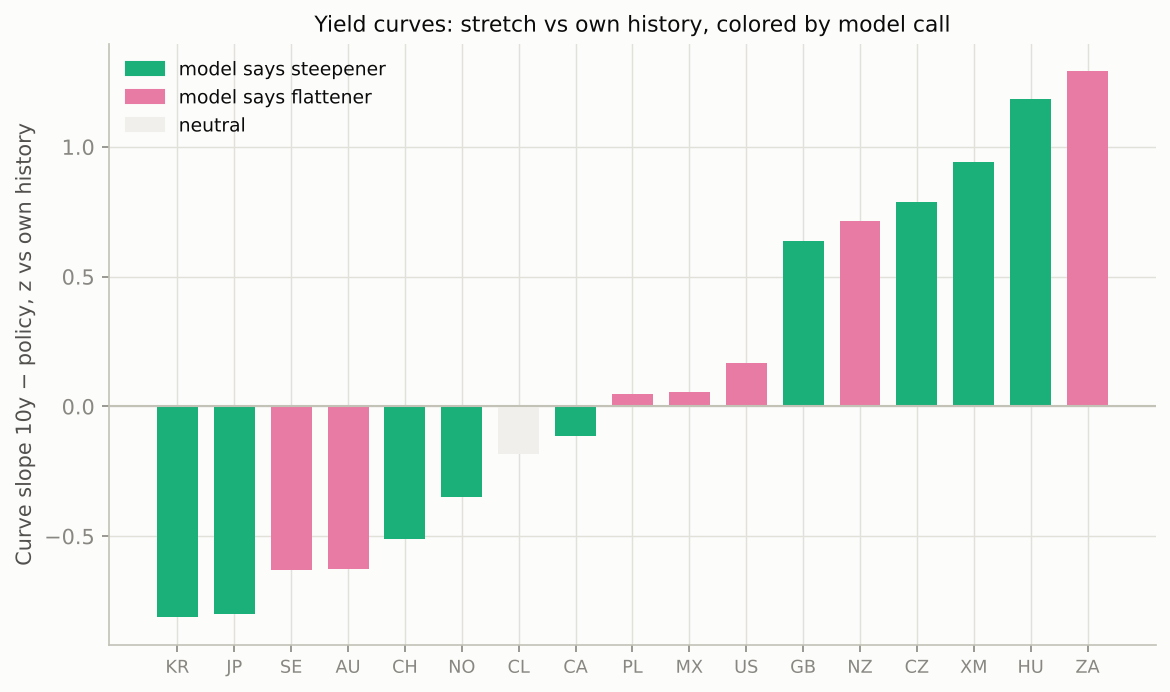 Yield curves: stretch vs own history, colored by model call
model says steepener
model says flattener
neutral
Curve slope 10y − policy, z vs own history
1.0
0.5
0.0
−0.5
KR JP SE AU CH NO CL CA PL MX US GB NZ CZ XM HU ZA